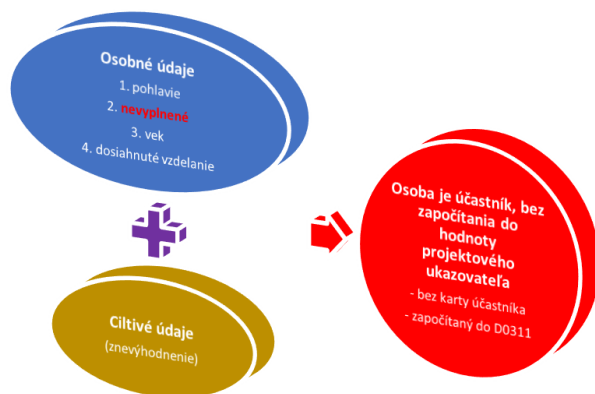 Osobné údaje
1. pohlavie
2. nevyplnené
3. vek
4. dosiahnuté vzdelanie
Ciltivé údaje
(znevýhodnenie)
Osoba je účastník, bez
započítania do
hodnoty
projektového
ukazovateľa
- bez karty účastníka
- započítaný do D0311